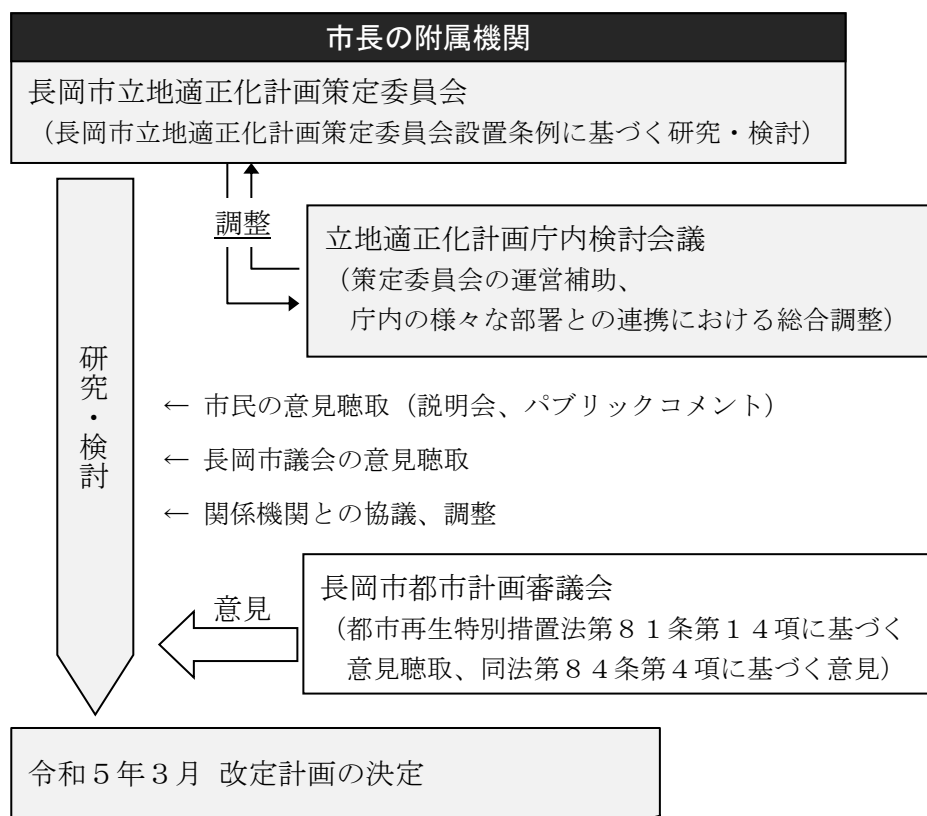 市長の附属機関
長岡市立地適正化計画策定委員会
（長岡市立地適正化計画策定委員会設置条例に基づく研究・検討）
調整
立地適正化計画庁内検討会議
（策定委員会の運営補助、
庁内の様々な部署との連携における総合調整）
研究・検討
← 市民の意見聴取（説明会、パブリックコメント）
← 長岡市議会の意見聴取
← 関係機関との協議、調整
意見
長岡市都市計画審議会
（都市再生特別措置法第８１条第１４項に基づく
意見聴取、同法第８４条第４項に基づく意見）
令和５年３月 改定計画の決定